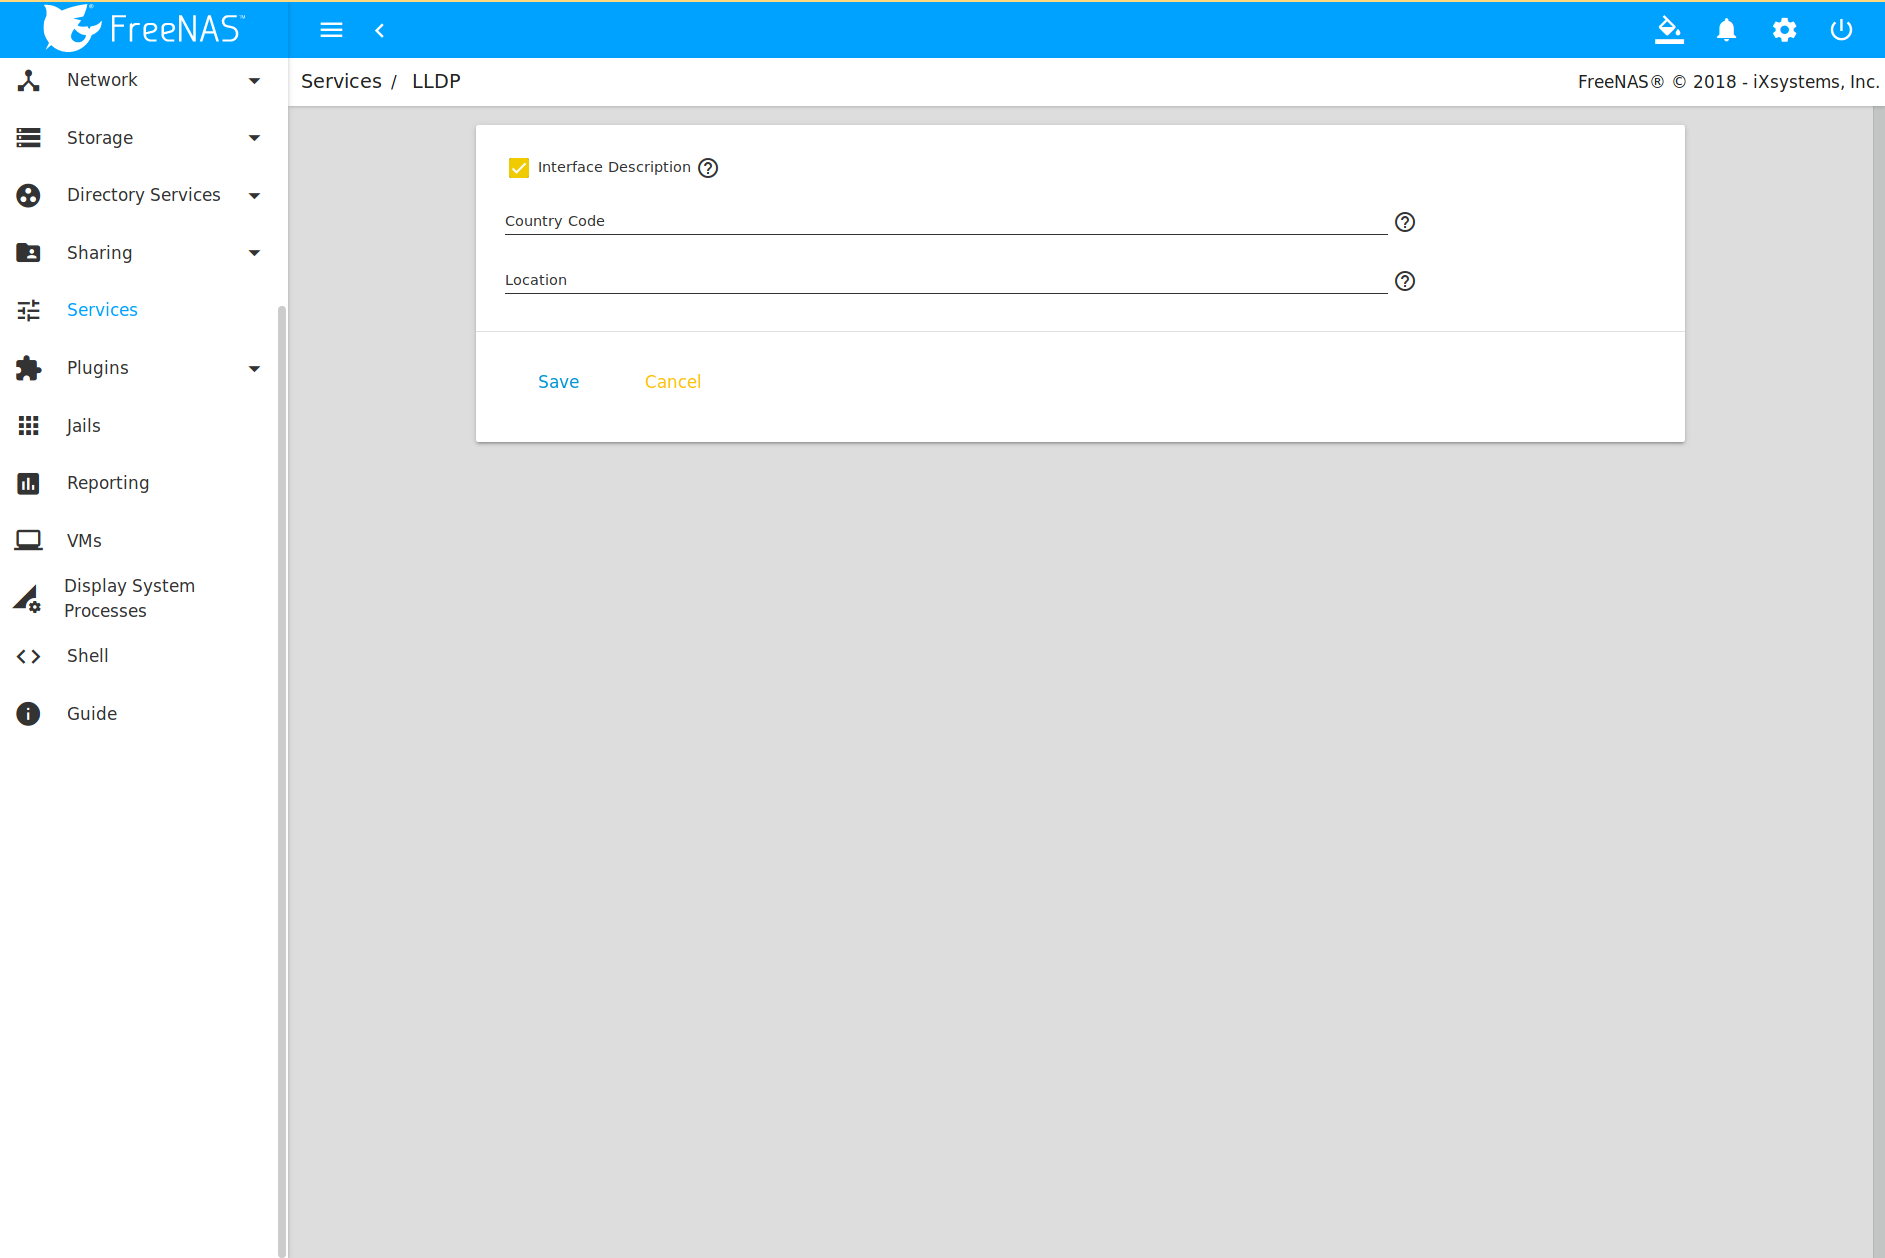 FreeNAS™
Services / LLDP
FreeNAS® © 2018 - iXsystems, Inc.
Network
Storage
Directory Services
Sharing
Services
Plugins
Jails
Reporting
VMs
Display System
Processes
Shell
Guide
Interface Description
Country Code
Location
Save
Cancel